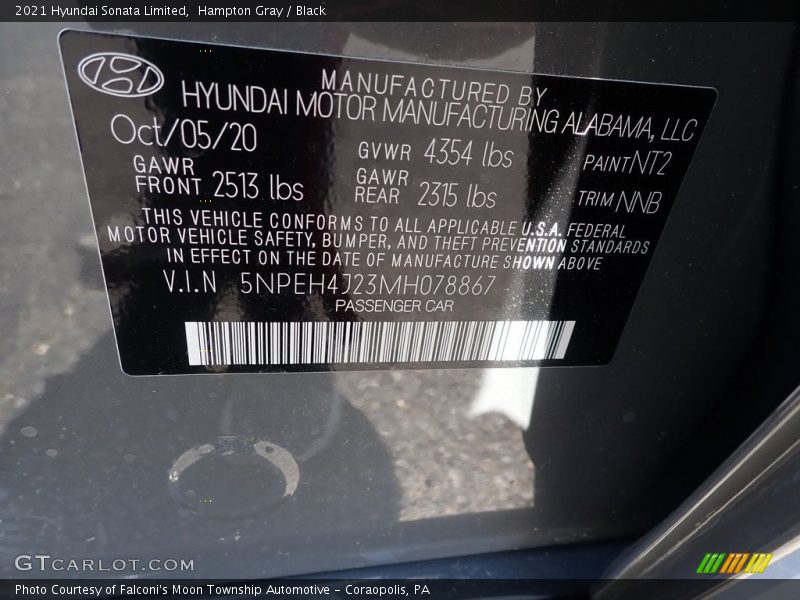 2021 Hyundai Sonata Limited,  Hampton Gray / Black
MANUFACTURED BY
HYUNDAI MOTOR MANUFACTURING ALABAMA, LLC
Oct/05/20
GVWR 4354 lbs
PAINT NT2
GAWR
FRONT 2513 lbs
GAWR
REAR 2315 lbs
TRIM NNB
THIS VEHICLE CONFORMS TO ALL APPLICABLE U.S.A. FEDERAL
MOTOR VEHICLE SAFETY, BUMPER, AND THEFT PREVENTION STANDARDS
IN EFFECT ON THE DATE OF MANUFACTURE SHOWN ABOVE
V.I.N 5NPEH4J23MH078867
PASSENGER CAR
GTCARLOT.COM
Photo Courtesy of Falconi's Moon Township Automotive – Coraopolis, PA